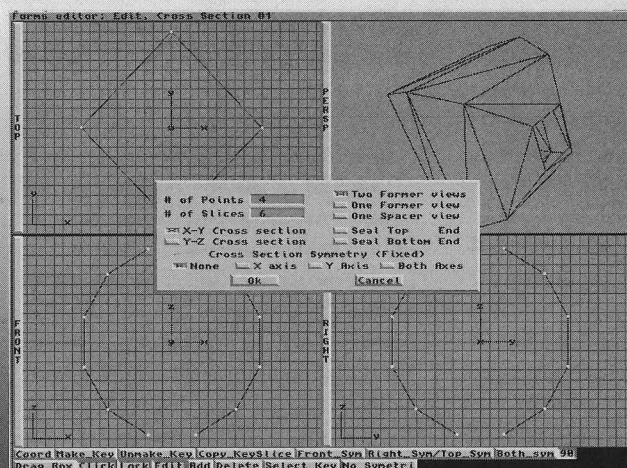 forms editor: Edit, Cross Section 01
TOP
PERSP
Y
X
Y
X
# of Points 4
# of Slices 6
Two Former views
One Former view
One Spacer view
X-Y Cross section
Y-Z Cross section
Seal Top End
Seal Bottom End
Cross Section Symmetry (Fixed)
None X axis Y Axis Both Axes
Ok Cancel
FRONT
RIGHT
Z
X
Z
Y
Z
X
Z
Y
Coord Make_Key Unmake_Key Copy_KeySlice Front_Sym Right_Sym/Top_Sym Both_sym 90
Drag Box Click Lock Edit Add Delete Select Key No Symetri